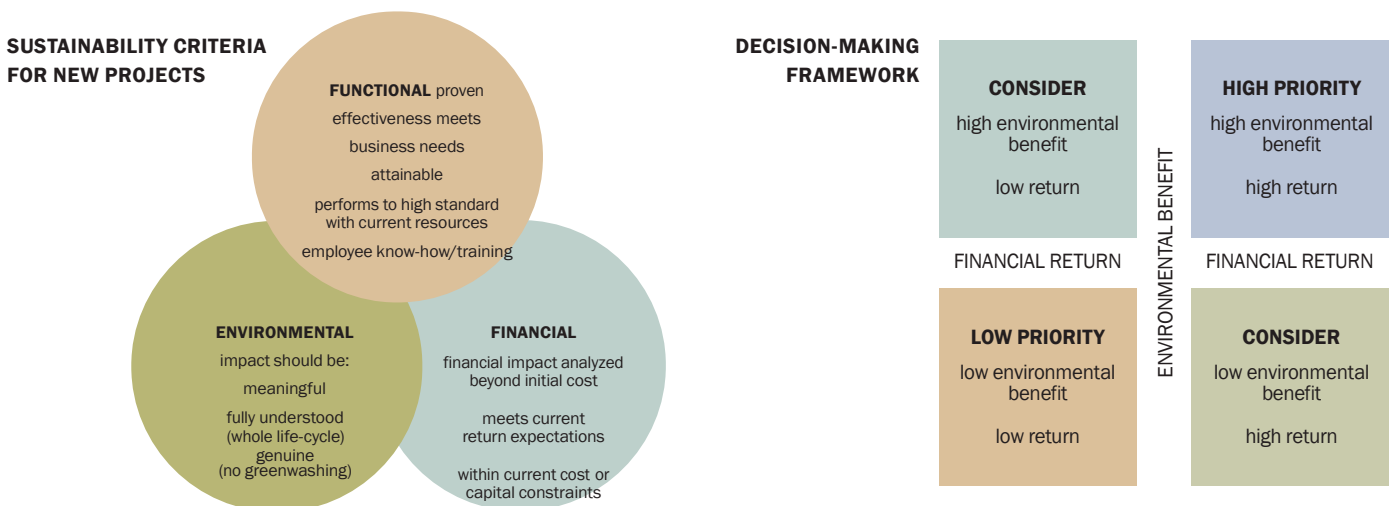 SUSTAINABILITY CRITERIA
FOR NEW PROJECTS
FUNCTIONAL proven
effectiveness meets
business needs
attainable
performs to high standard
with current resources
employee know-how/training
ENVIRONMENTAL
impact should be:
meaningful
fully understood
(whole life-cycle)
genuine
(no greenwashing)
FINANCIAL
financial impact analyzed
beyond initial cost
meets current
return expectations
within current cost or
capital constraints
DECISION-MAKING
FRAMEWORK
CONSIDER
high environmental
benefit
low return
HIGH PRIORITY
high environmental
benefit
high return
FINANCIAL RETURN
ENVIRONMENTAL BENEFIT
FINANCIAL RETURN
LOW PRIORITY
low environmental
benefit
low return
CONSIDER
low environmental
benefit
high return